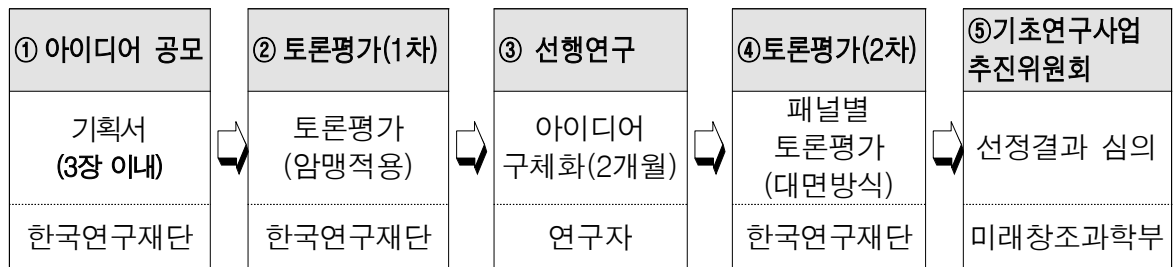 ① 아이디어 공모
기획서
(3장 이내)
한국연구재단
② 토론평가(1차)
토론평가
(암맹적용)
한국연구재단
③ 선행연구
아이디어
구체화(2개월)
연구자
④토론평가(2차)
패널별
토론평가
(대면방식)
한국연구재단
⑤기초연구사업
추진위원회
선정결과 심의
미래창조과학부